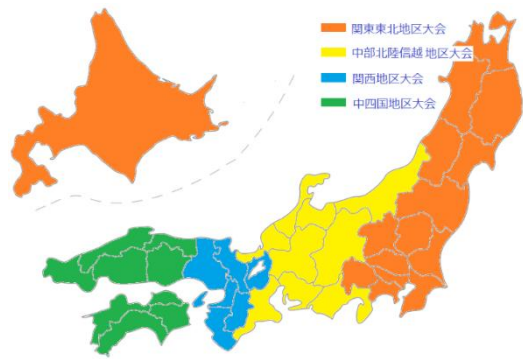 関東東北地区大会
中部北陸信越 地区大会
関西地区大会
中四国地区大会